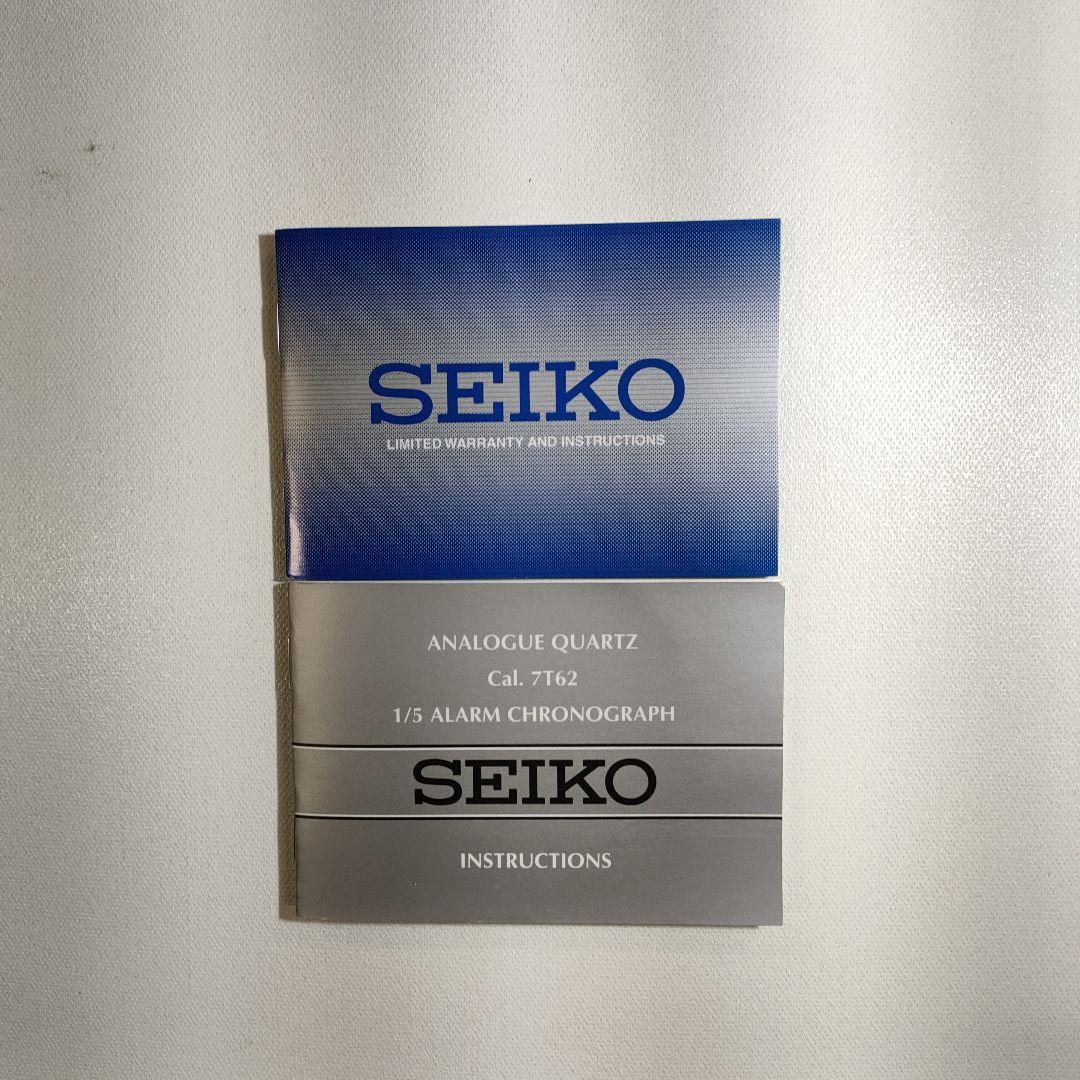 SEIKO
LIMITED WARRANTY AND INSTRUCTIONS
ANALOGUE QUARTZ
Cal. 7T62
1/5 ALARM CHRONOGRAPH
SEIKO
INSTRUCTIONS